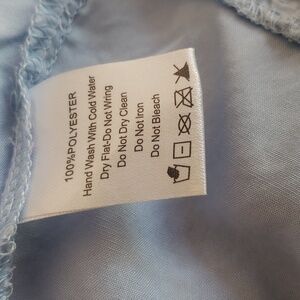 100%POLYESTER
Hand Wash With Cold Water
Dry Flat-Do Not Wring
Do Not Dry Clean
Do Not Iron
Do Not Bleach